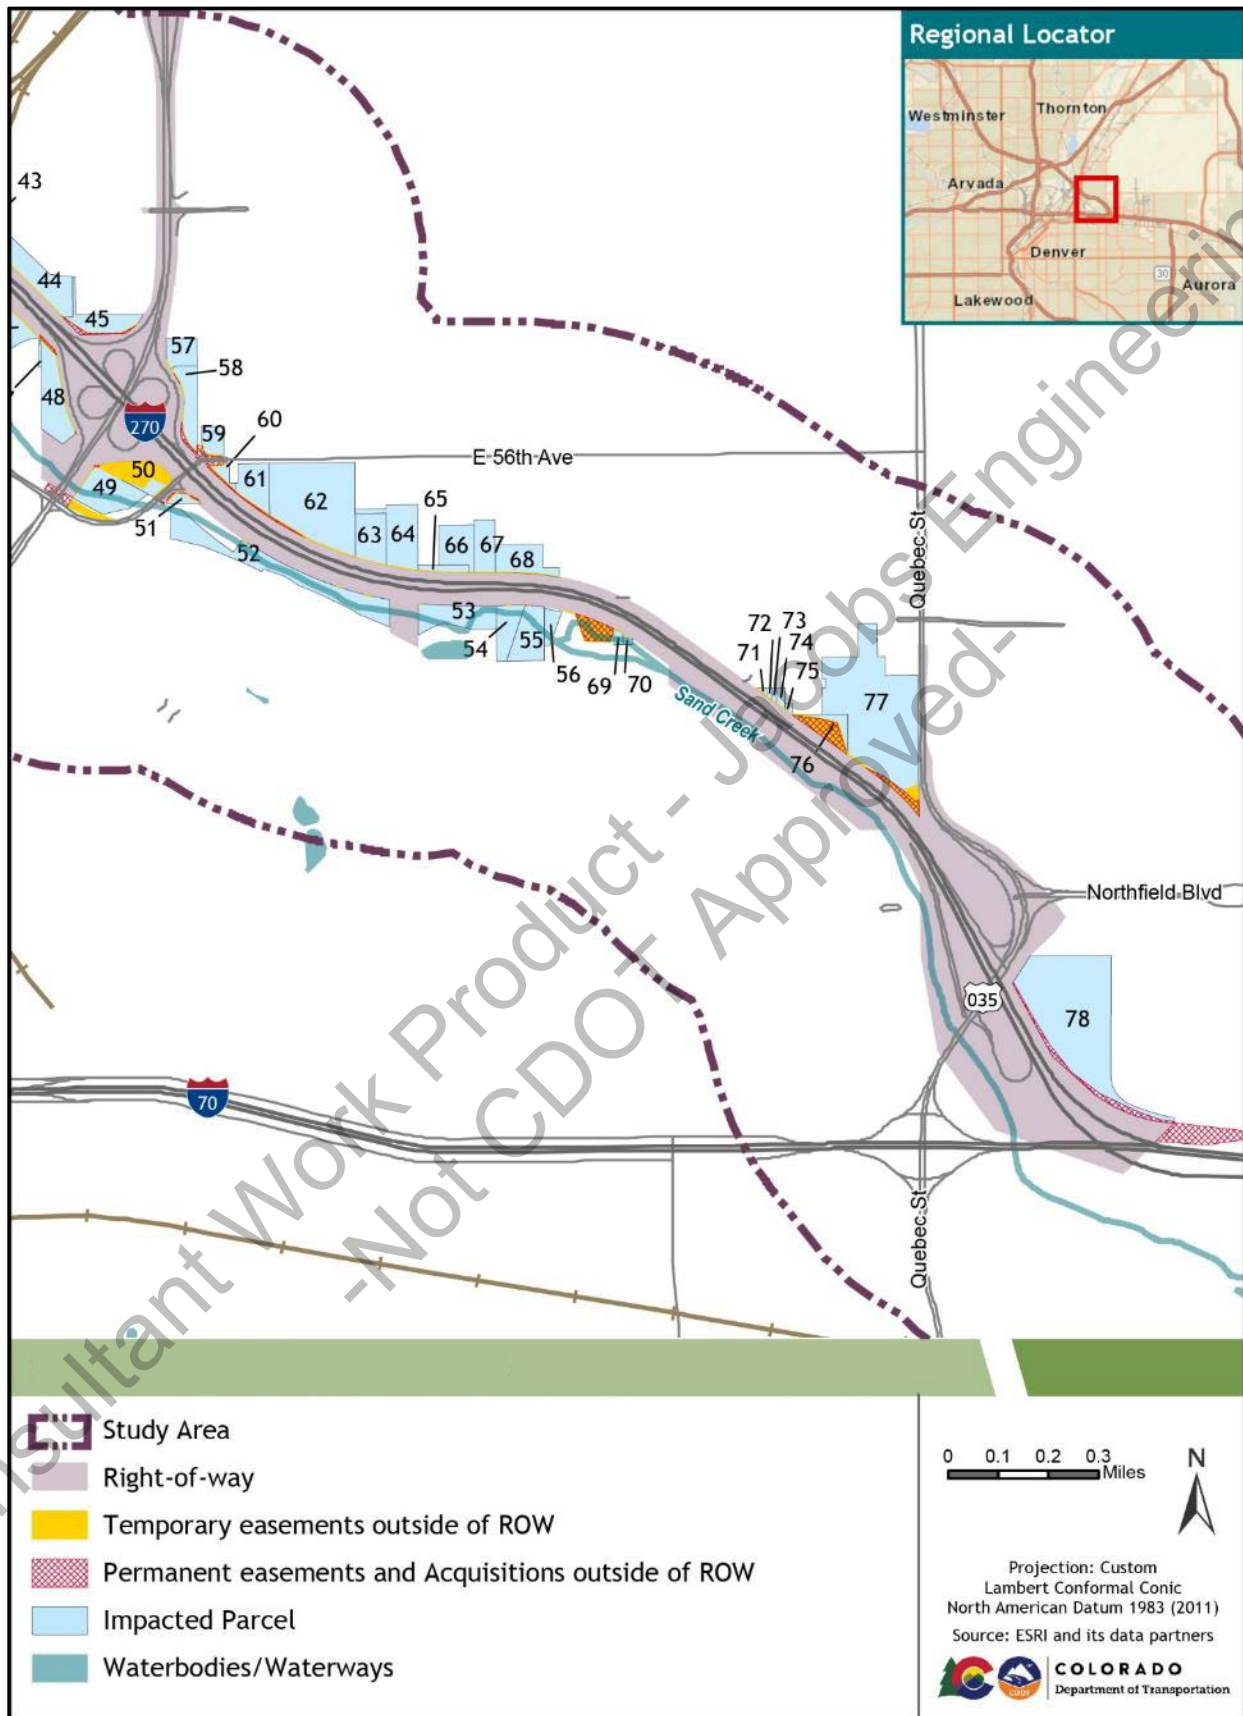 Regional Locator
Westminster
Thornton
Arvada
Denver
30
Aurora
Lakewood
43
44
45
57
58
48
270
59
60
E 56th Ave
50
61
62
49
51
65
63
64
66
67
68
52
53
54
55
56
69
70
Quebec St
72
73
71
74
75
77
Sand Creek
76
Northfield Blvd
035
78
70
Quebec St
Consultant Work Product - Jacobs Engineering
-Not CDOT Approved-
Study Area
Right-of-way
Temporary easements outside of ROW
Permanent easements and Acquisitions outside of ROW
Impacted Parcel
Waterbodies/Waterways
0 0.1 0.2 0.3
Miles
N
Projection: Custom
Lambert Conformal Conic
North American Datum 1983 (2011)
Source: ESRI and its data partners
COLORADO
Department of Transportation
CDOT